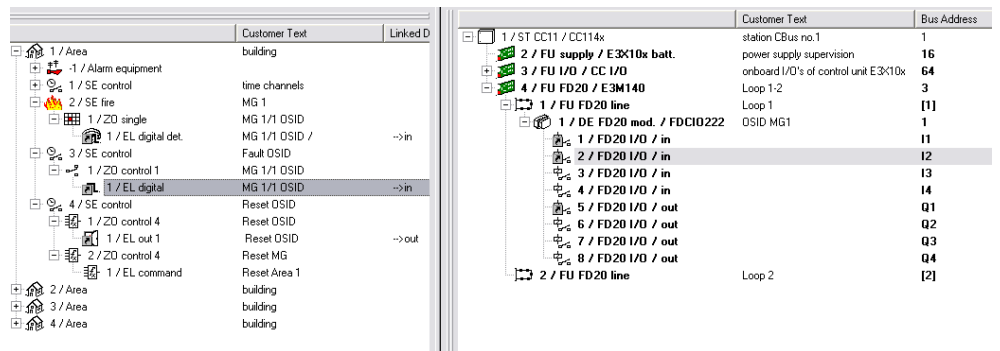 Customer Text Linked D
1 / Area building
-1 / Alarm equipment
1 / SE control time channels
2 / SE fire MG 1
1 / ZO single MG 1/1 OSID
1 / EL digital det. MG 1/1 OSID / -->in
3 / SE control Fault OSID
1 / ZO control 1 MG 1/1 OSID
1 / EL digital MG 1/1 OSID -->in
4 / SE control Reset OSID
1 / ZO control 4 Reset OSID
1 / EL out 1 Reset OSID -->out
2 / ZO control 4 Reset MG
1 / EL command Reset Area 1
2 / Area building
3 / Area building
4 / Area building
Customer Text Bus Address
1 / ST CC11 / CC114x station CBus no.1 1
2 / FU supply / E3X10x batt. power supply supervision 16
3 / FU I/O / CC I/O onboard I/O's of control unit E3X10x 64
4 / FU FD20 / E3M140 Loop 1-2 3
1 / FU FD20 line Loop 1 [1]
1 / DE FD20 mod. / FDCIO222 OSID MG1 1
1 / FD20 I/O / in I1
2 / FD20 I/O / in I2
3 / FD20 I/O / in I3
4 / FD20 I/O / in I4
5 / FD20 I/O / out Q1
6 / FD20 I/O / out Q2
7 / FD20 I/O / out Q3
8 / FD20 I/O / out Q4
2 / FU FD20 line Loop 2 [2]